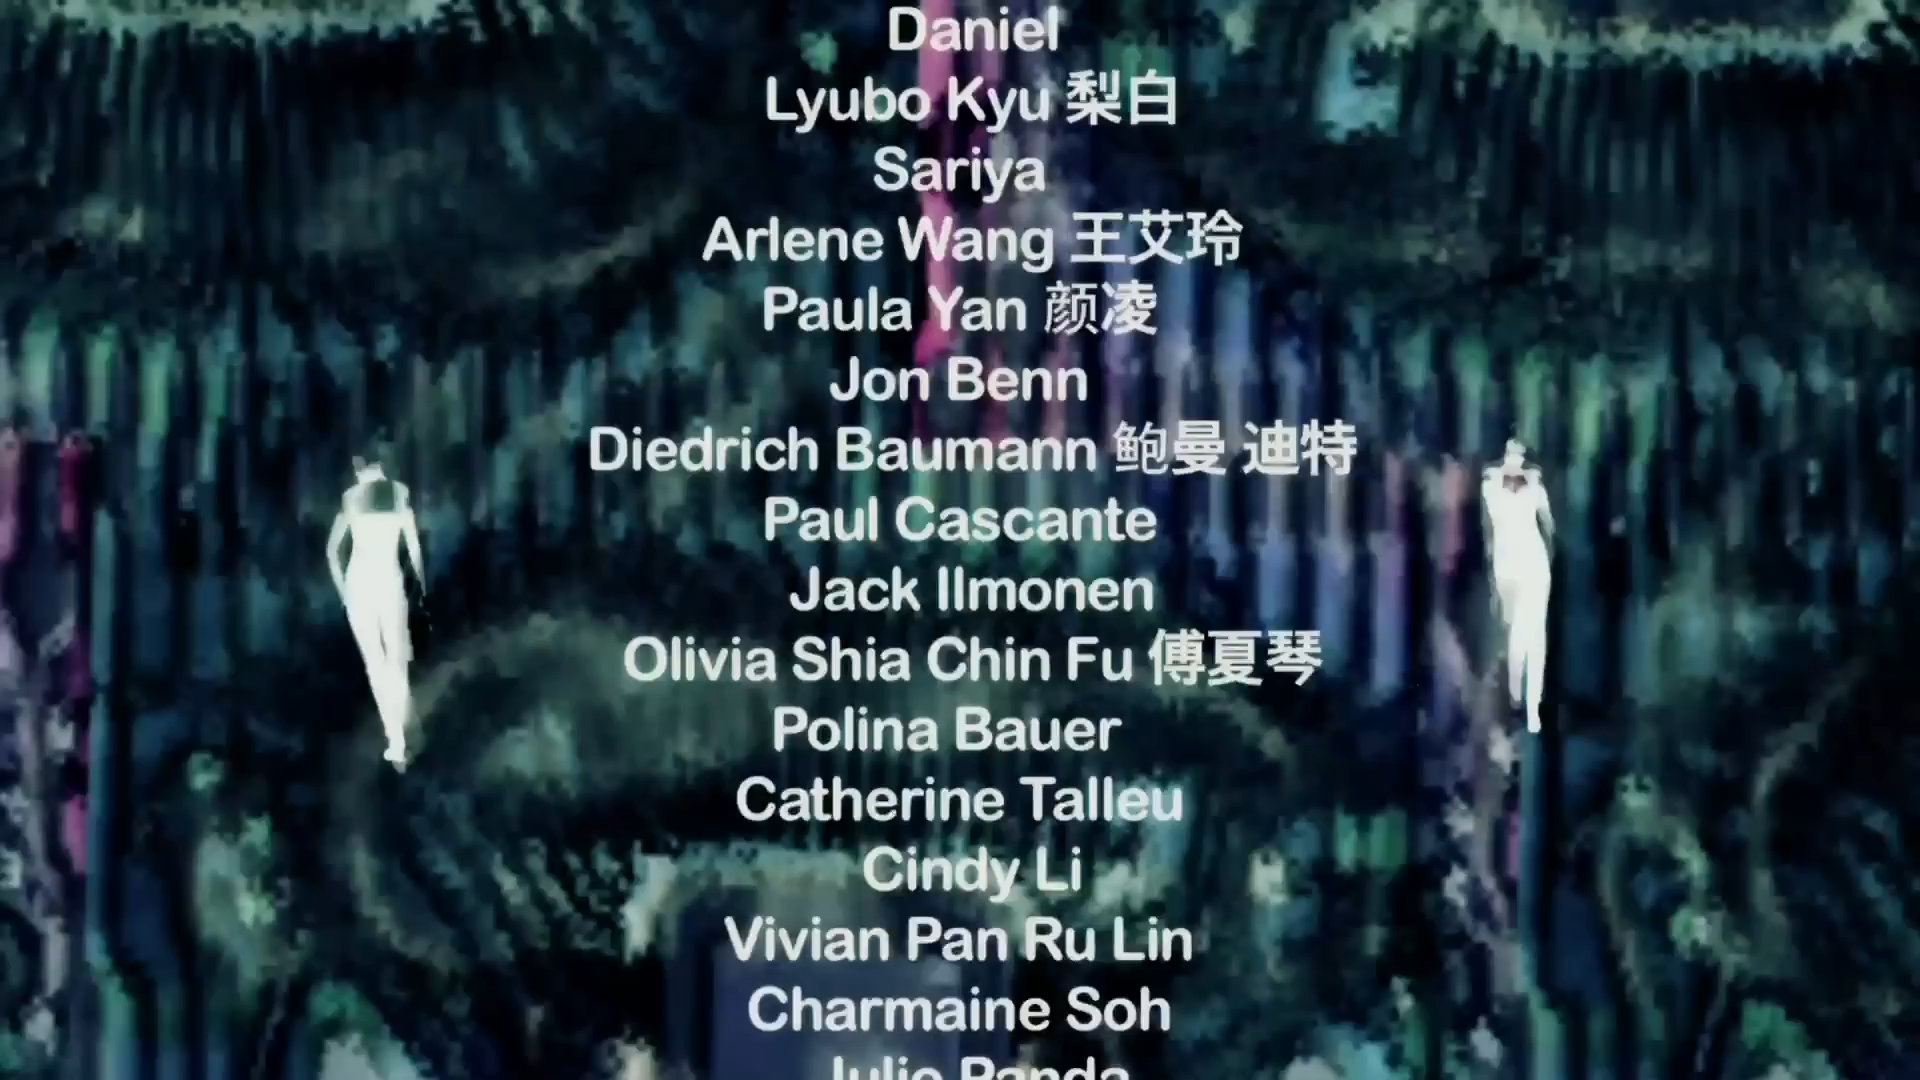 Daniel
Lyubo Kyu 梨白
Sariya
Arlene Wang 王艾玲
Paula Yan 颜凌
Jon Benn
Diedrich Baumann 鲍曼 迪特
Paul Cascante
Jack Ilmonen
Olivia Shia Chin Fu 傅夏琴
Polina Bauer
Catherine Talleu
Cindy Li
Vivian Pan Ru Lin
Charmaine Soh
Panda